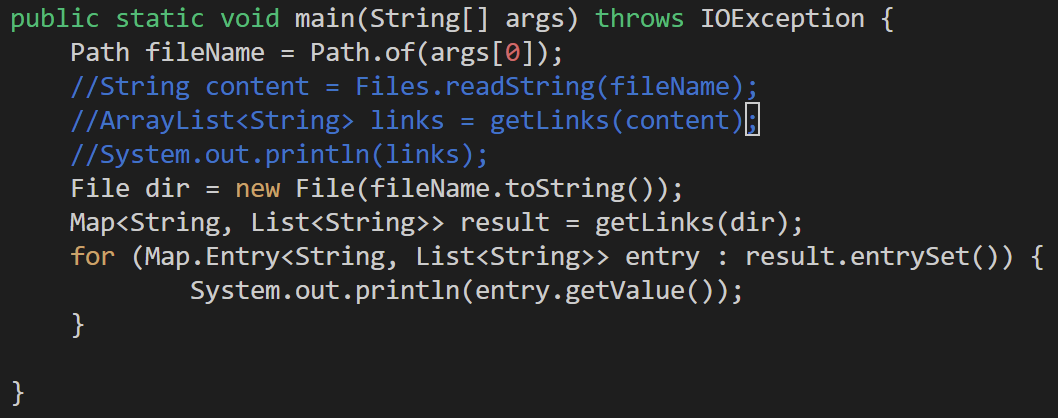 public static void main(String[] args) throws IOException {
    Path fileName = Path.of(args[0]);
    //String content = Files.readString(fileName);
    //ArrayList<String> links = getLinks(content);
    //System.out.println(links);
    File dir = new File(fileName.toString());
    Map<String, List<String>> result = getLinks(dir);
    for (Map.Entry<String, List<String>> entry : result.entrySet()) {
            System.out.println(entry.getValue());
    }
}